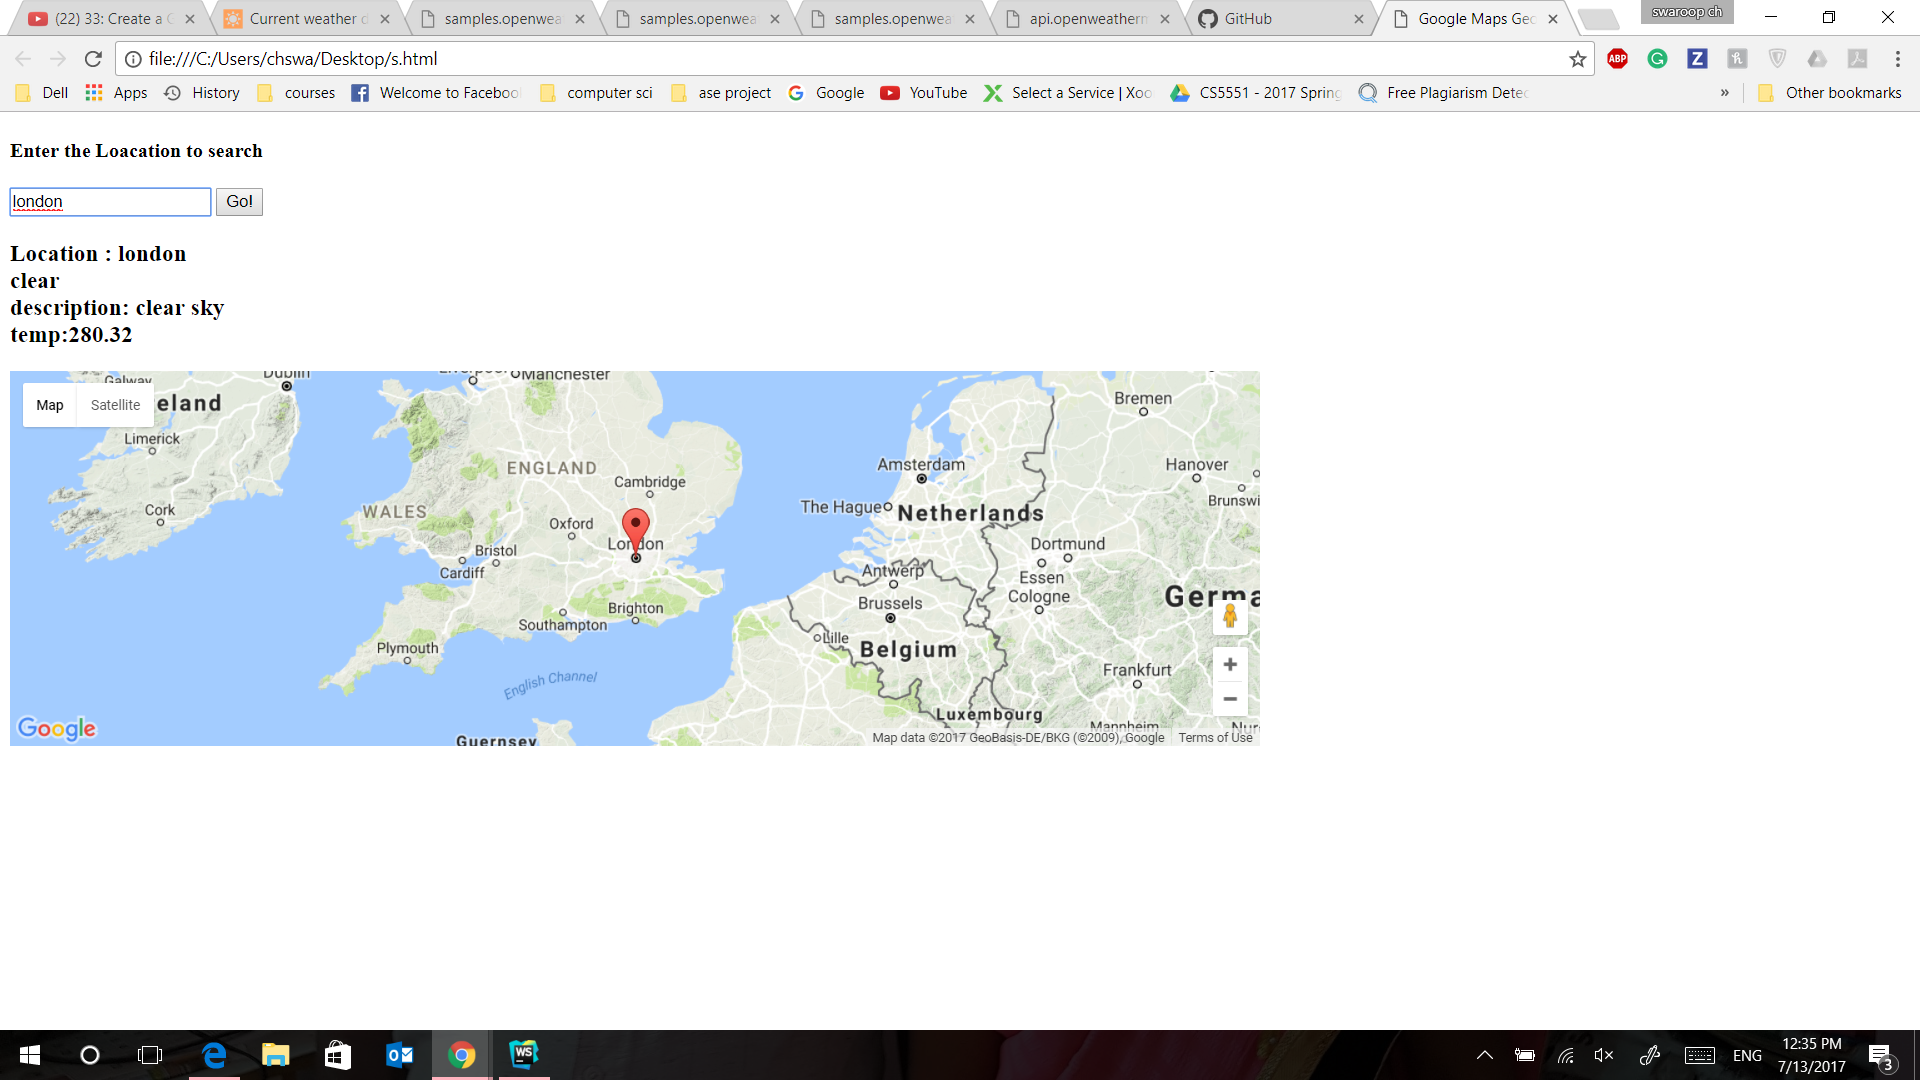 (22) 33: Create a C
Current weather d
samples.openwea
samples.openwea
samples.openwea
api.openweatherm
GitHub
Google Maps Geo
swaroop ch
file:///C:/Users/chswa/Desktop/s.html
ABP
Dell
Apps
History
courses
Welcome to Facebook
computer sci
ase project
Google
YouTube
Select a Service | Xoo
CS5551 - 2017 Spring
Free Plagiarism Detec
»
Other bookmarks
Enter the Loacation to search
london
Go!
Location : london
clear
description: clear sky
temp:280.32
Map
Satellite
Galway
Dublin
Manchester
eland
Limerick
Cork
ENGLAND
Cambridge
WALES
Oxford
London
Bristol
Cardiff
Brighton
Southampton
Plymouth
English Channel
Guernsey
Bremen
Amsterdam
Hanover
Brunswi
The Hague
Netherlands
Dortmund
Essen
Antwerp
Cologne
Brussels
Germa
Lille
Belgium
Frankfurt
Luxembourg
Mannheim
Nur
Google
Map data ©2017 GeoBasis-DE/BKG (©2009), Google
Terms of Use
WS
ENG
12:35 PM
7/13/2017
3